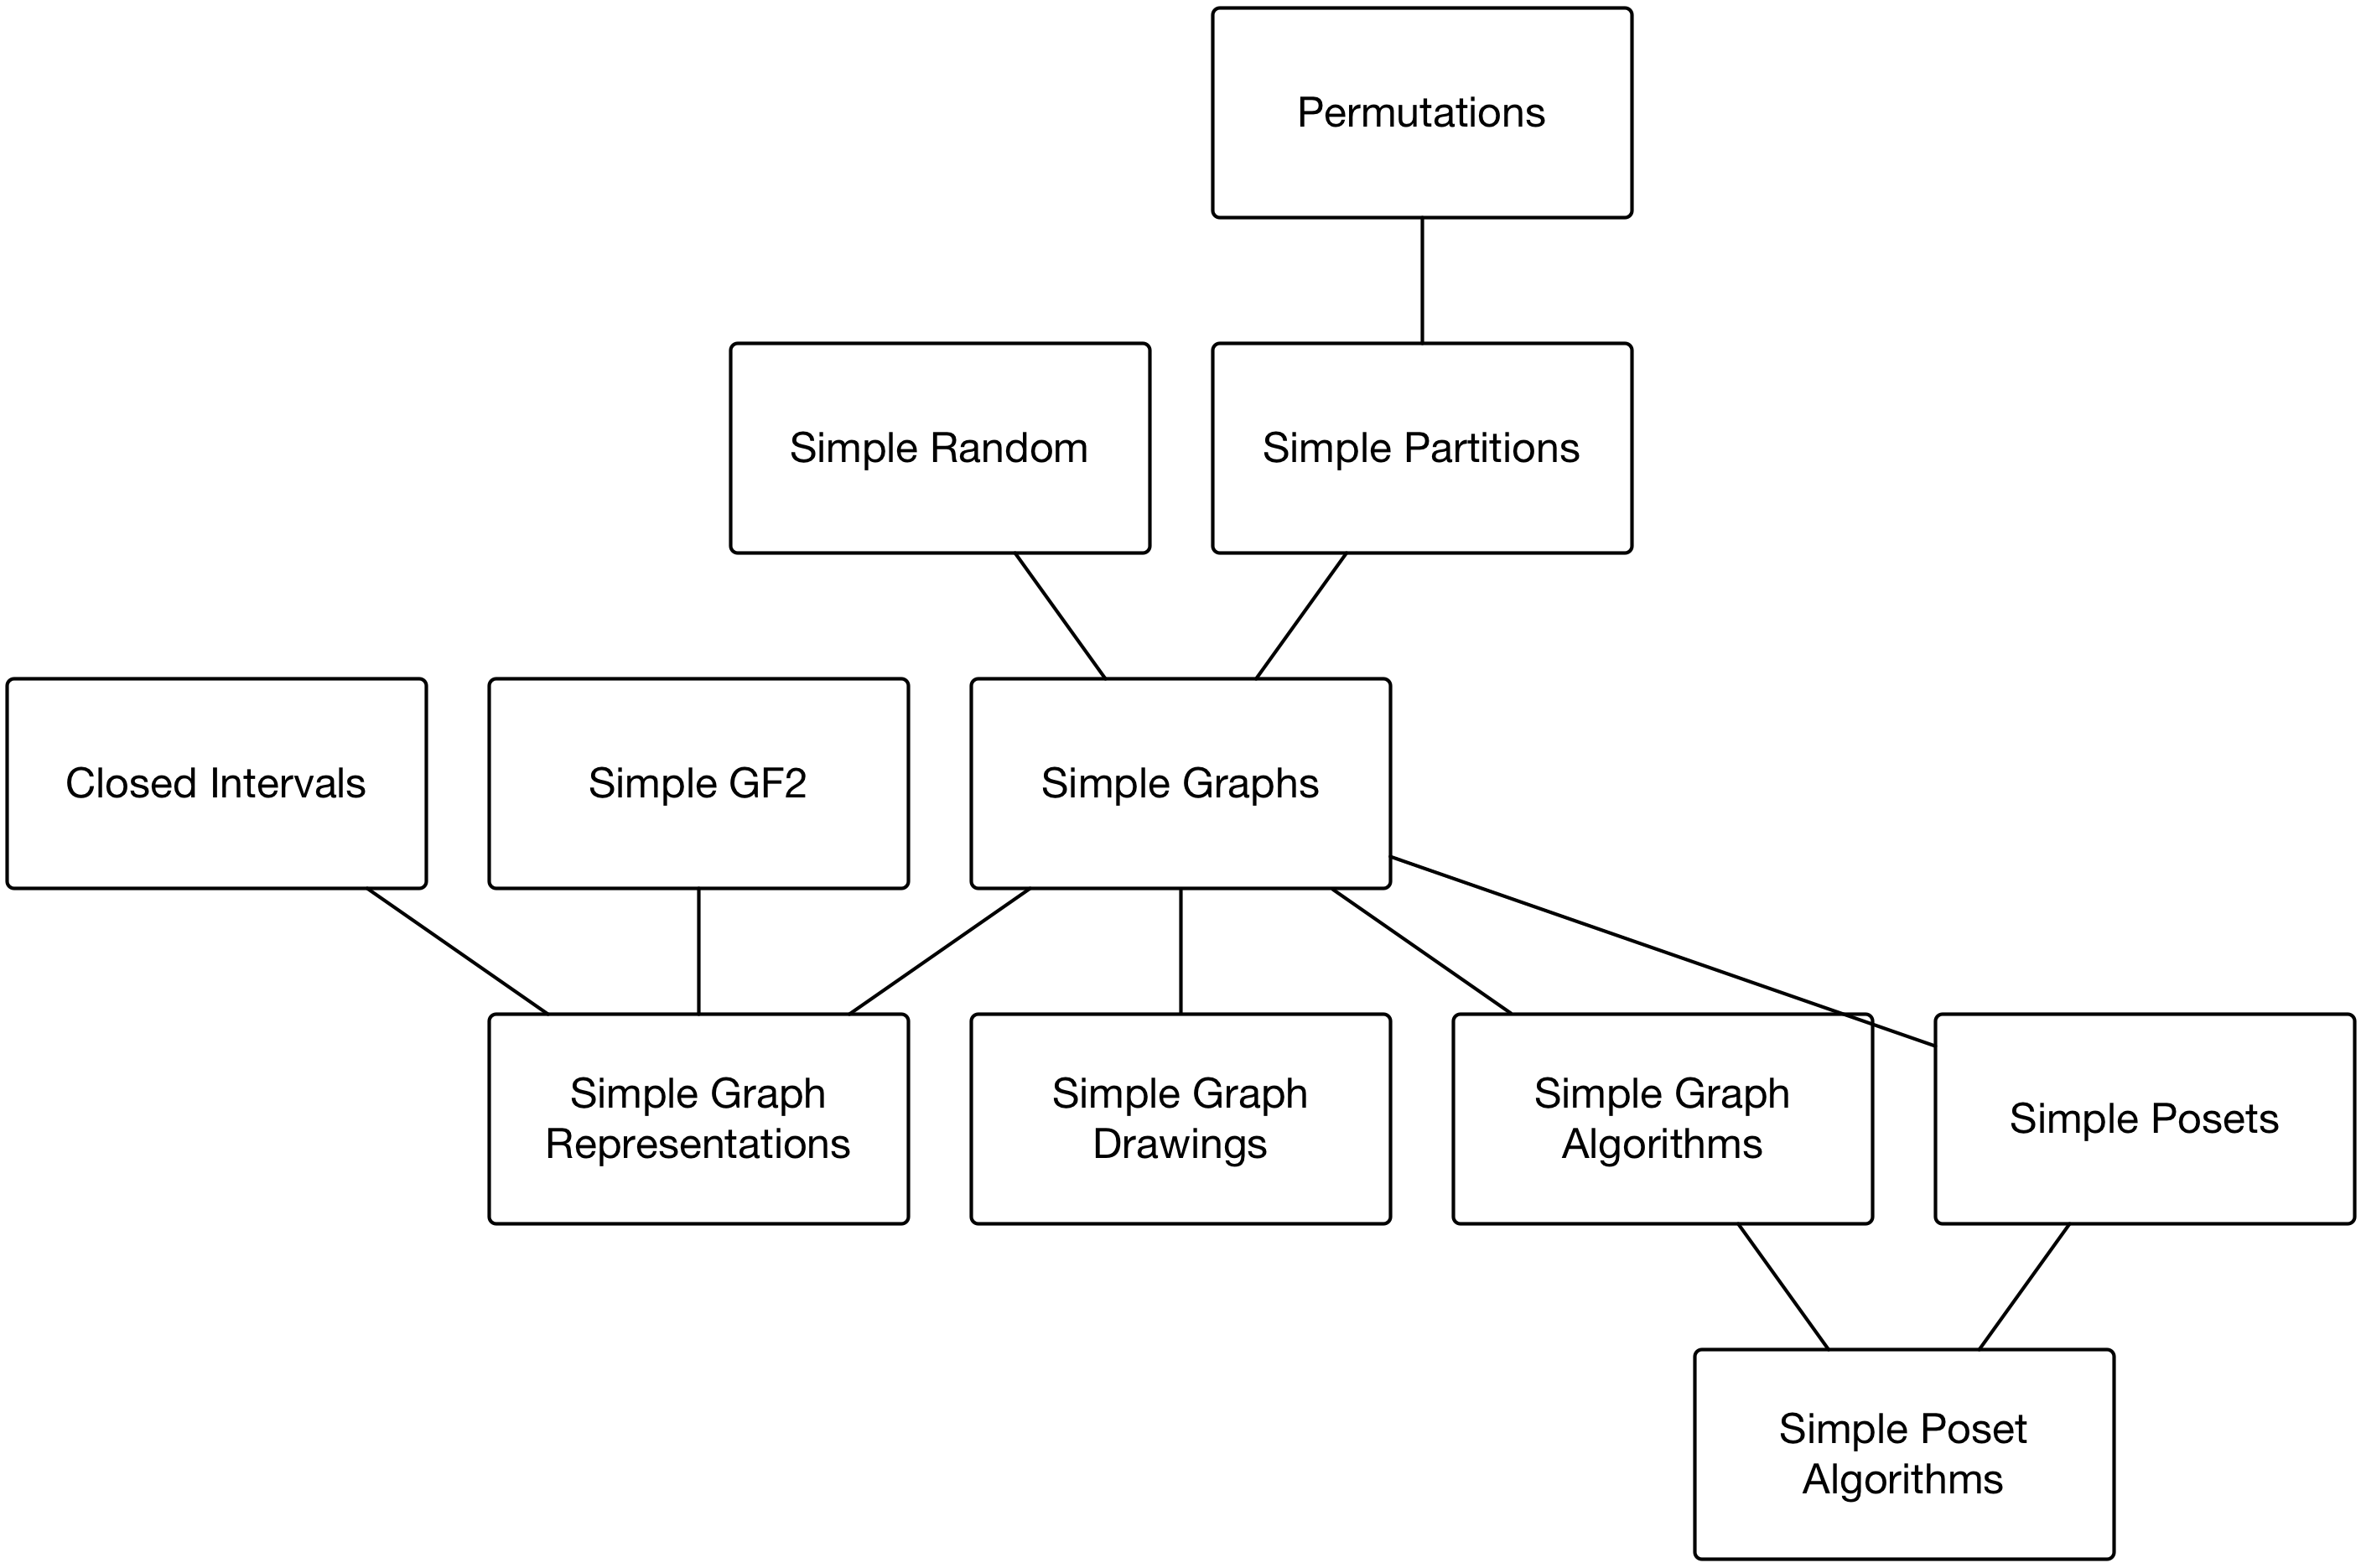 Permutations
Simple Random
Simple Partitions
Closed Intervals
Simple GF2
Simple Graphs
Simple Graph
Representations
Simple Graph
Drawings
Simple Graph
Algorithms
Simple Posets
Simple Poset
Algorithms